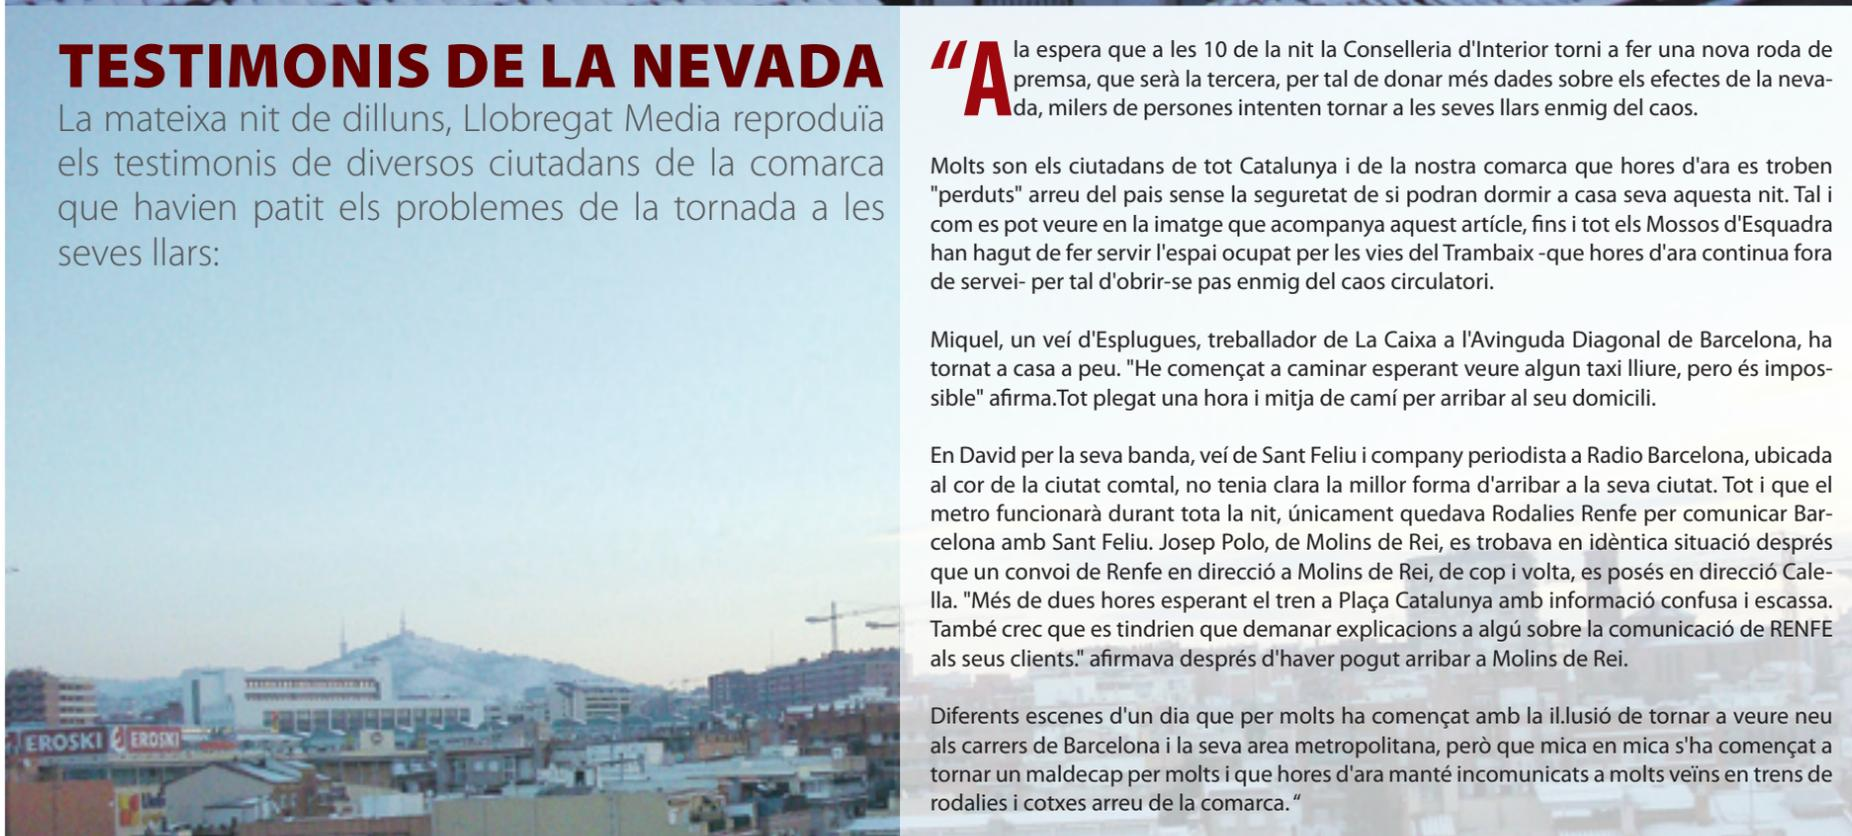 TESTIMONIS DE LA NEVADA
La mateixa nit de dilluns, Llobregat Media reproduïa
els testimonis de diversos ciutadans de la comarca
que havien patit els problemes de la tornada a les
seves llars:
“A la espera que a les 10 de la nit la Conselleria d'Interior torni a fer una nova roda de
premsa, que serà la tercera, per tal de donar més dades sobre els efectes de la neva-
da, milers de persones intenten tornar a les seves llars enmig del caos.
Molts son els ciutadans de tot Catalunya i de la nostra comarca que hores d'ara es troben
"perduts" arreu del pais sense la seguretat de si podran dormir a casa seva aquesta nit. Tal i
com es pot veure en la imatge que acompanya aquest artícle, fins i tot els Mossos d'Esquadra
han hagut de fer servir l'espai ocupat per les vies del Trambaix -que hores d'ara continua fora
de servei- per tal d'obrir-se pas enmig del caos circulatori.
Miquel, un veí d'Esplugues, treballador de La Caixa a l'Avinguda Diagonal de Barcelona, ha
tornat a casa a peu. "He començat a caminar esperant veure algun taxi lliure, pero és impos-
sible" afirma.Tot plegat una hora i mitja de camí per arribar al seu domicili.
En David per la seva banda, veí de Sant Feliu i company periodista a Radio Barcelona, ubicada
al cor de la ciutat comtal, no tenia clara la millor forma d'arribar a la seva ciutat. Tot i que el
metro funcionarà durant tota la nit, únicament quedava Rodalies Renfe per comunicar Bar-
celona amb Sant Feliu. Josep Polo, de Molins de Rei, es trobava en idèntica situació després
que un convoi de Renfe en direcció a Molins de Rei, de cop i volta, es posés en direcció Cale-
lla. "Més de dues hores esperant el tren a Plaça Catalunya amb informació confusa i escassa.
També crec que es tindrien que demanar explicacions a algú sobre la comunicació de RENFE
als seus clients." afirmava després d'haver pogut arribar a Molins de Rei.
Diferents escenes d'un dia que per molts ha començat amb la il.lusió de tornar a veure neu
als carrers de Barcelona i la seva area metropolitana, però que mica en mica s'ha començat a
tornar un maldecap per molts i que hores d'ara manté incomunicats a molts veïns en trens de
rodalies i cotxes arreu de la comarca. “
EROSKI EROSKI